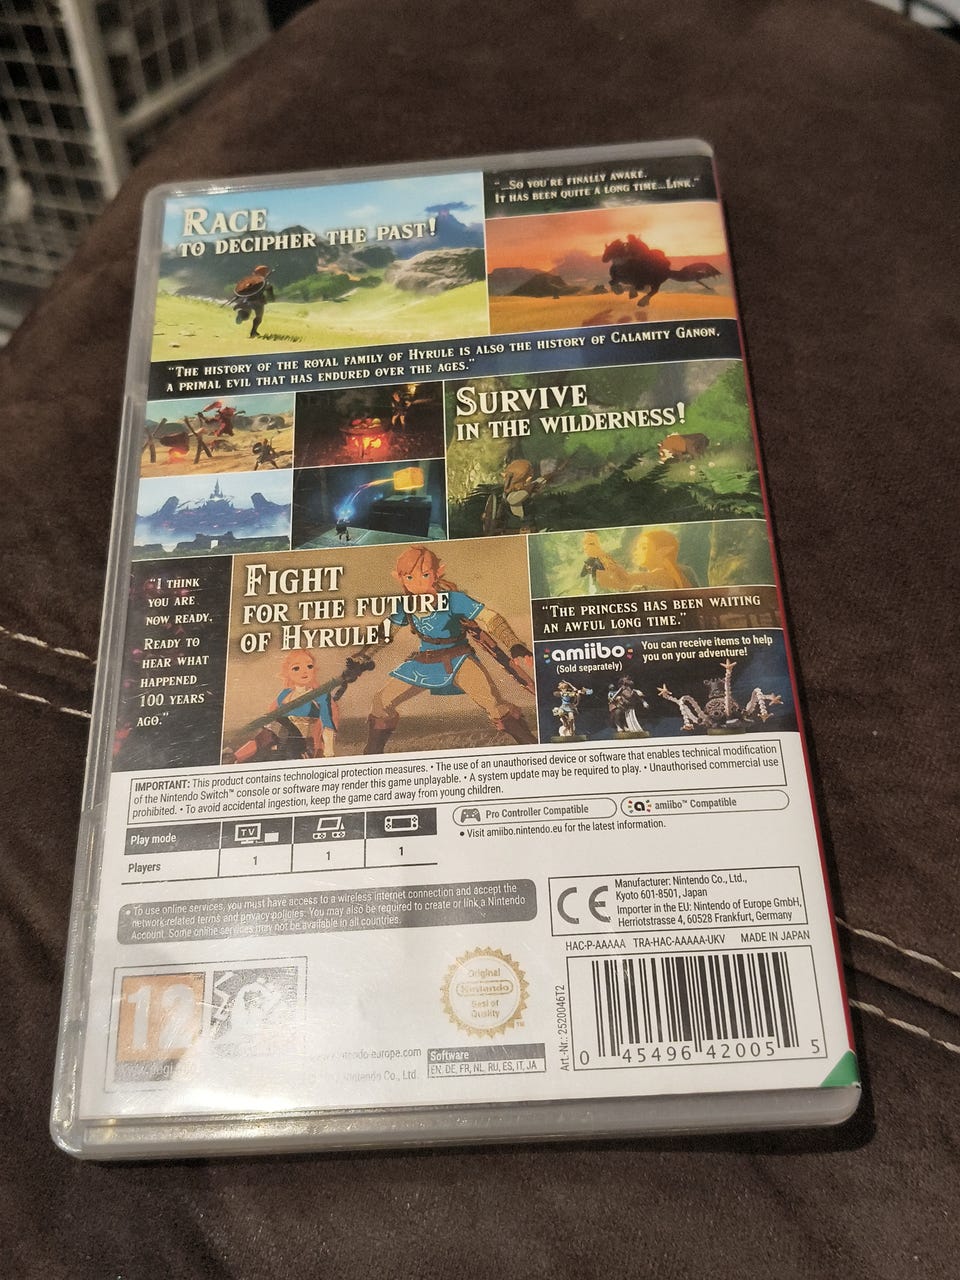 RACE
TO DECIPHER THE PAST!
"...SO YOU'RE FINALLY AWAKE.
IT HAS BEEN QUITE A LONG TIME...LINK."
"THE HISTORY OF THE ROYAL FAMILY OF HYRULE IS ALSO THE HISTORY OF CALAMITY GANON,
A PRIMAL EVIL THAT HAS ENDURED OVER THE AGES."
SURVIVE
IN THE WILDERNESS!
"I THINK
YOU ARE
NOW READY.
READY TO
HEAR WHAT
HAPPENED
100 YEARS
AGO."
FIGHT
FOR THE FUTURE
OF HYRULE!
"THE PRINCESS HAS BEEN WAITING
AN AWFUL LONG TIME."
amiibo
(Sold separately)
You can receive items to help
you on your adventure!
IMPORTANT: This product contains technological protection measures. • The use of an unauthorised device or software that enables technical modification
of the Nintendo Switch™ console or software may render this game unplayable. • A system update may be required to play. • Unauthorised commercial use
prohibited. • To avoid accidental ingestion, keep the game card away from young children.
Play mode TV
Players 1 1 1
Pro Controller Compatible
a amiibo™ Compatible
• Visit amiibo.nintendo.eu for the latest information.
• To use online services, you must have access to a wireless internet connection and accept the
network-related terms and privacy policies. You may also be required to create or link a Nintendo
Account. Some online services may not be available in all countries.
CE
Manufacturer: Nintendo Co., Ltd.,
Kyoto 601-8501, Japan
Importer in the EU: Nintendo of Europe GmbH,
Herriotstrasse 4, 60528 Frankfurt, Germany
HAC-P-AAAAA TRA-HAC-AAAAA-UKV MADE IN JAPAN
12
Original
Nintendo
Seal of
Quality
TM
Art.-Nr.: 2520046T2
0 45496 42005 5
Nintendo Co., Ltd.
Software
EN, DE, FR, NL, RU, ES, IT, JA